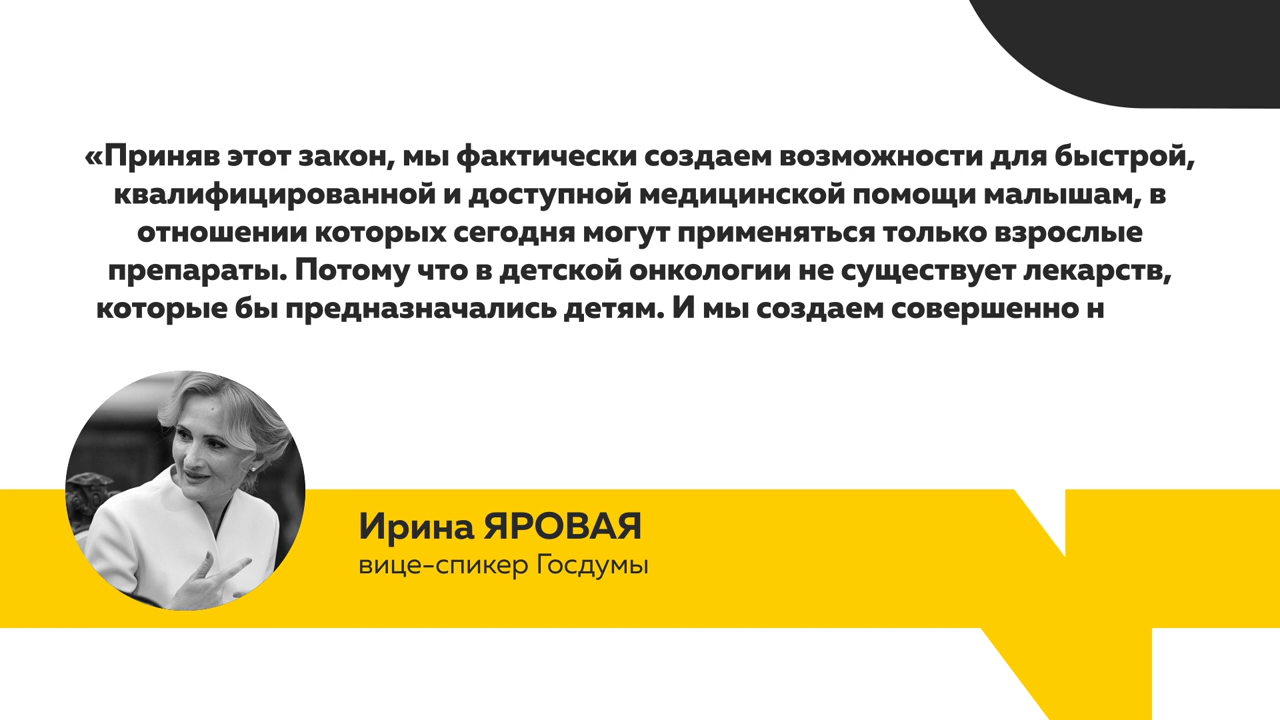 «Приняв этот закон, мы фактически создаем возможности для быстрой,
квалифицированной и доступной медицинской помощи малышам, в
отношении которых сегодня могут применяться только взрослые
препараты. Потому что в детской онкологии не существует лекарств,
которые бы предназначались детям. И мы создаем совершенно н
Ирина ЯРОВАЯ
вице-спикер Госдумы